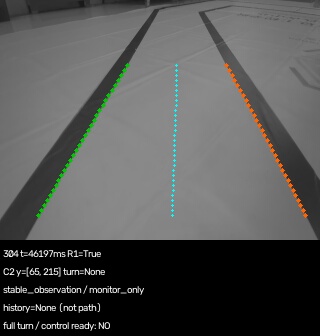 304 t=46197ms R1=True
C2 y=[65, 215] turn=None
stable_observation / monitor_only
history=None (not path)
full turn / control ready: NO